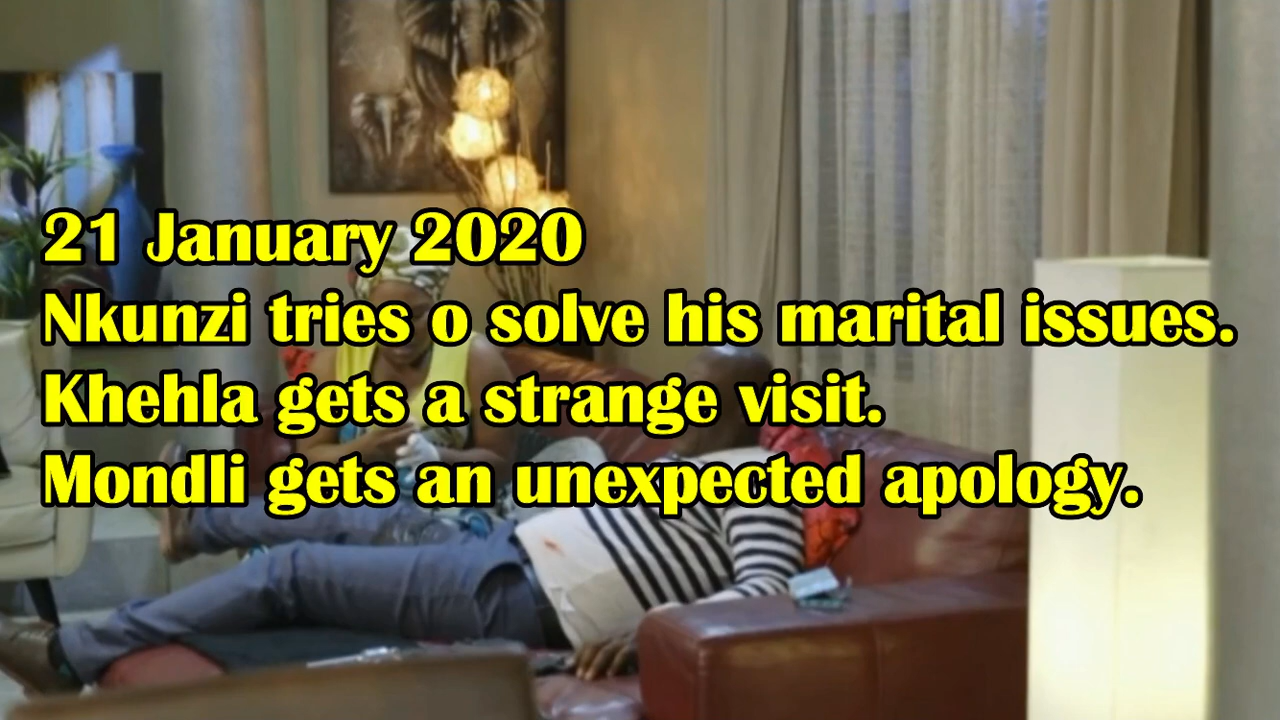 21 January 2020
Nkunzi tries o solve his marital issues.
Khehla gets a strange visit.
Mondli gets an unexpected apology.